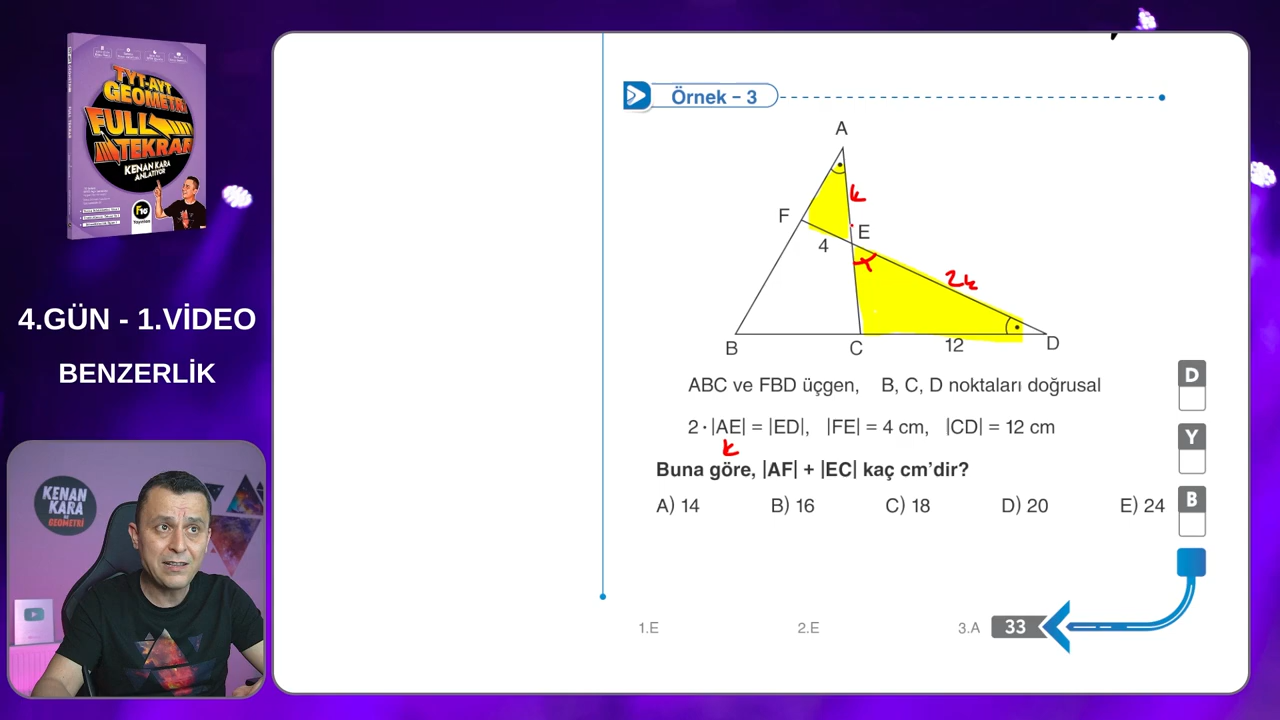 TYT-AYT
GEOMETRİ
FULL
TEKRAR
KENAN KARA
ANLATIYOR
F10
Yayınları
4.GÜN - 1.VİDEO
BENZERLİK
KENAN
KARA
GEOMETRİ
Örnek – 3
A
k
F
E
4
2k
B
C
12
D
ABC ve FBD üçgen, B, C, D noktaları doğrusal
2·|AE| = |ED|, |FE| = 4 cm, |CD| = 12 cm
k
Buna göre, |AF| + |EC| kaç cm'dir?
A) 14 B) 16 C) 18 D) 20 E) 24
D
Y
B
1.E 2.E 3.A 33